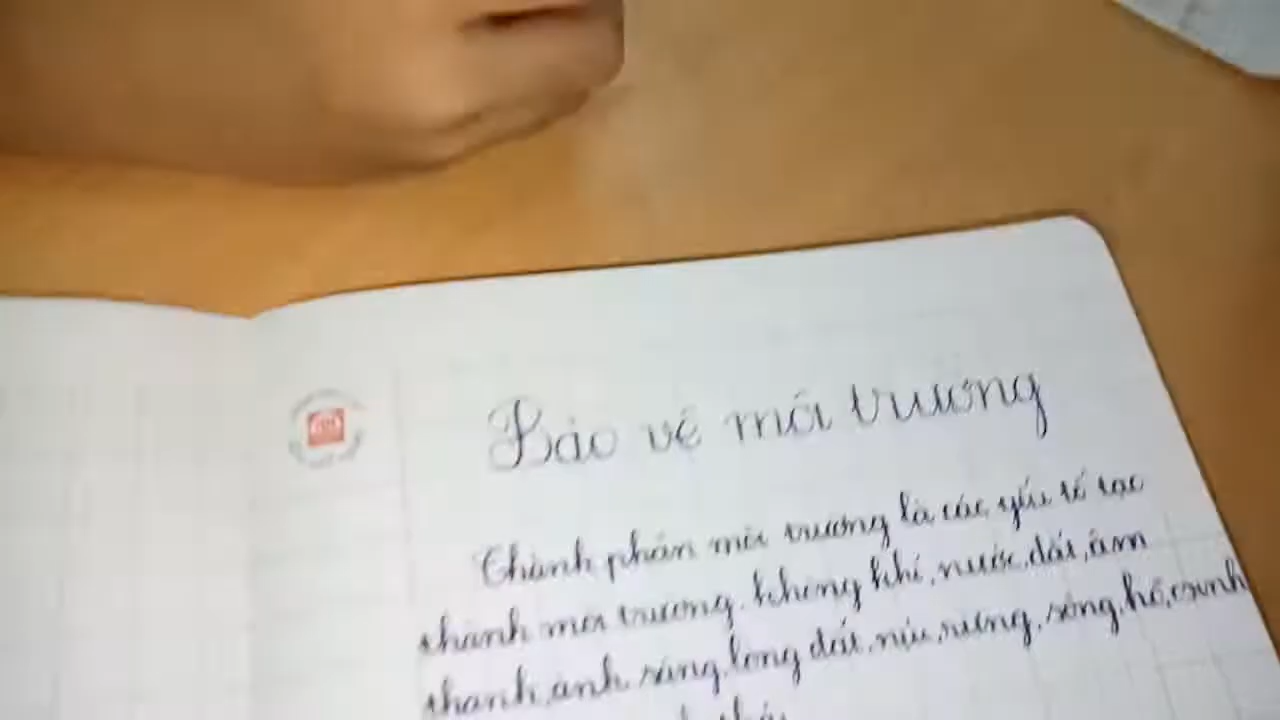 Bảo vệ môi trường
Thành phần môi trường là các yếu tố tạo
thành môi trường: không khí, nước, đất, âm
thanh, ánh sáng, lòng đất, núi, rừng, sông, hồ, sinh